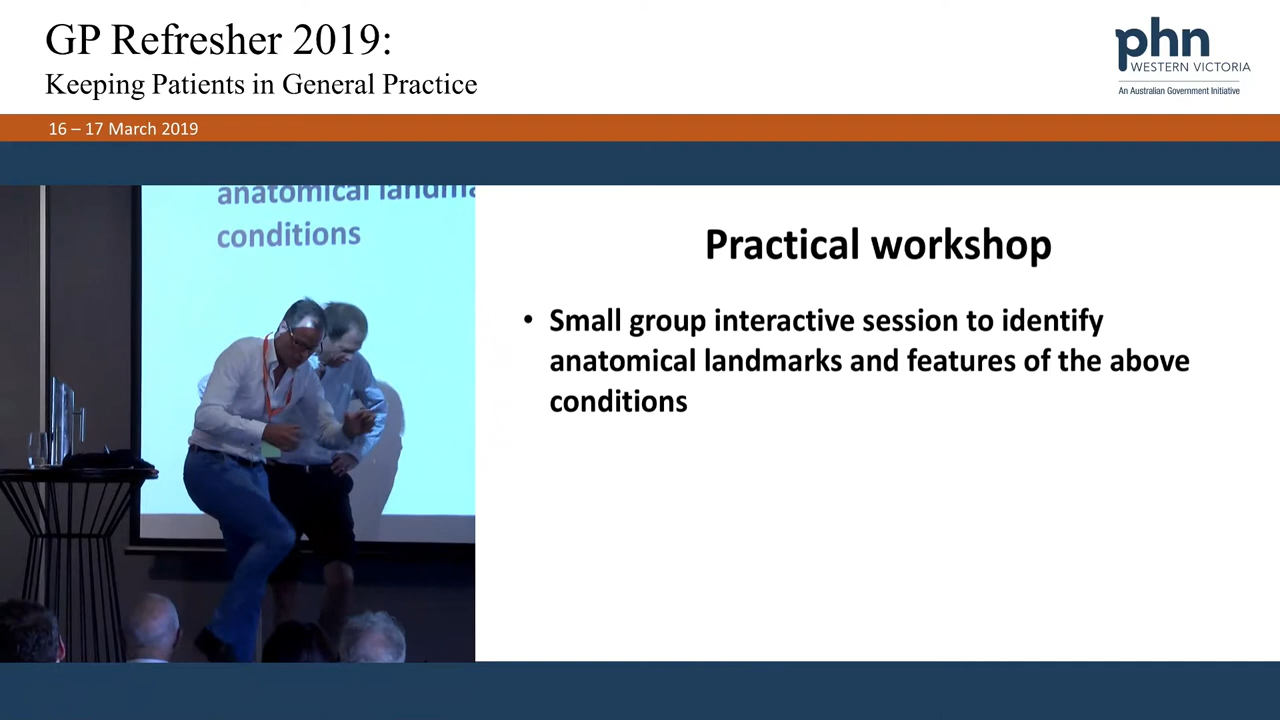 GP Refresher 2019:
Keeping Patients in General Practice
phn
WESTERN VICTORIA
An Australian Government Initiative
16 – 17 March 2019
anatomical
conditions
Practical workshop
• Small group interactive session to identify
anatomical landmarks and features of the above
conditions